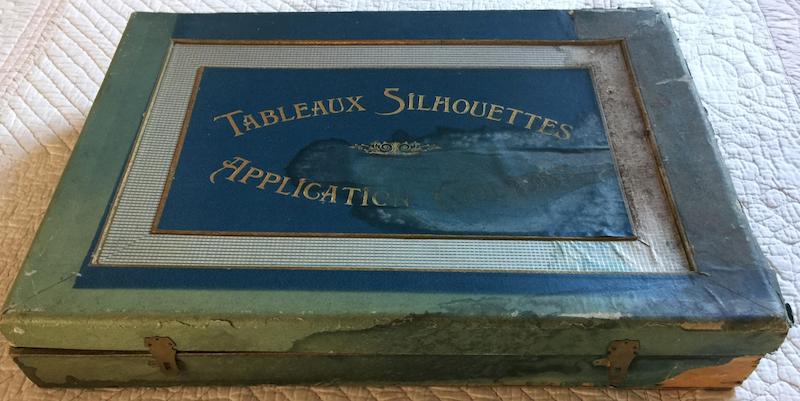 TABLEAUX SILHOUETTES
APPLICATION